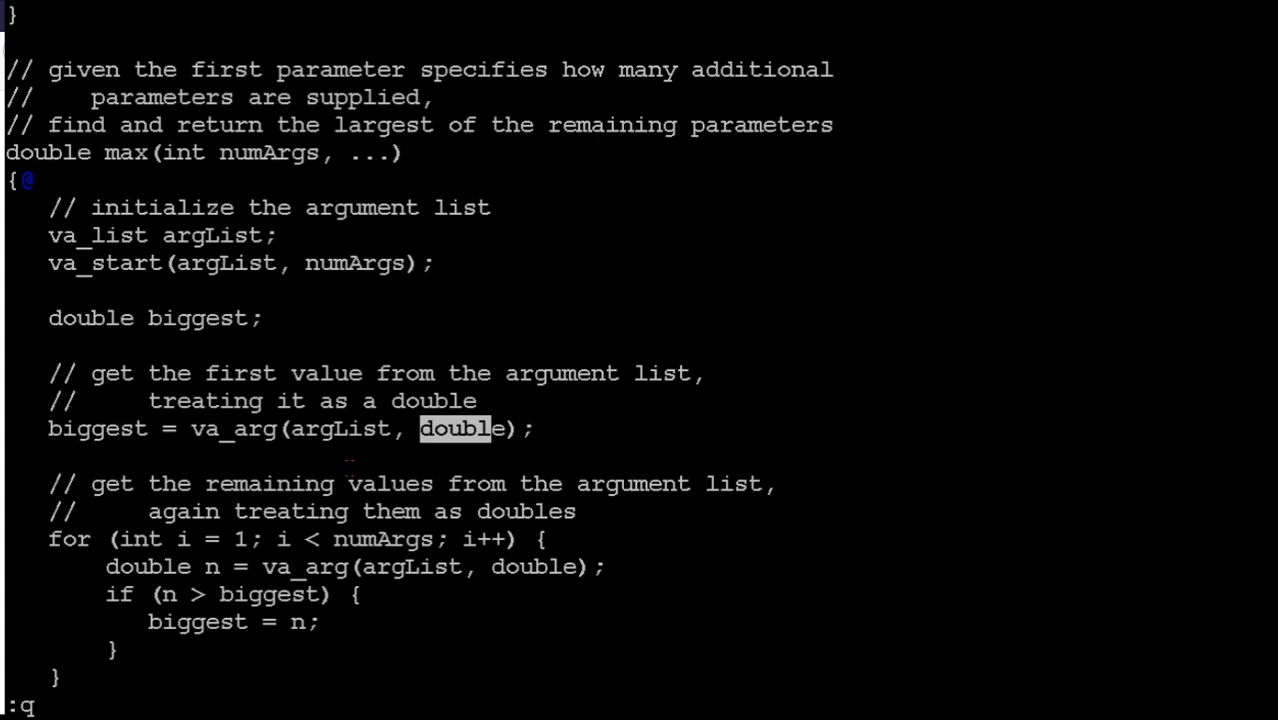 }
// given the first parameter specifies how many additional
//    parameters are supplied,
// find and return the largest of the remaining parameters
double max(int numArgs, ...)
{@
   // initialize the argument list
   va_list argList;
   va_start(argList, numArgs);
   double biggest;
   // get the first value from the argument list,
   //     treating it as a double
   biggest = va_arg(argList, double);
   // get the remaining values from the argument list,
   //     again treating them as doubles
   for (int i = 1; i < numArgs; i++) {
       double n = va_arg(argList, double);
       if (n > biggest) {
          biggest = n;
       }
   }
:q